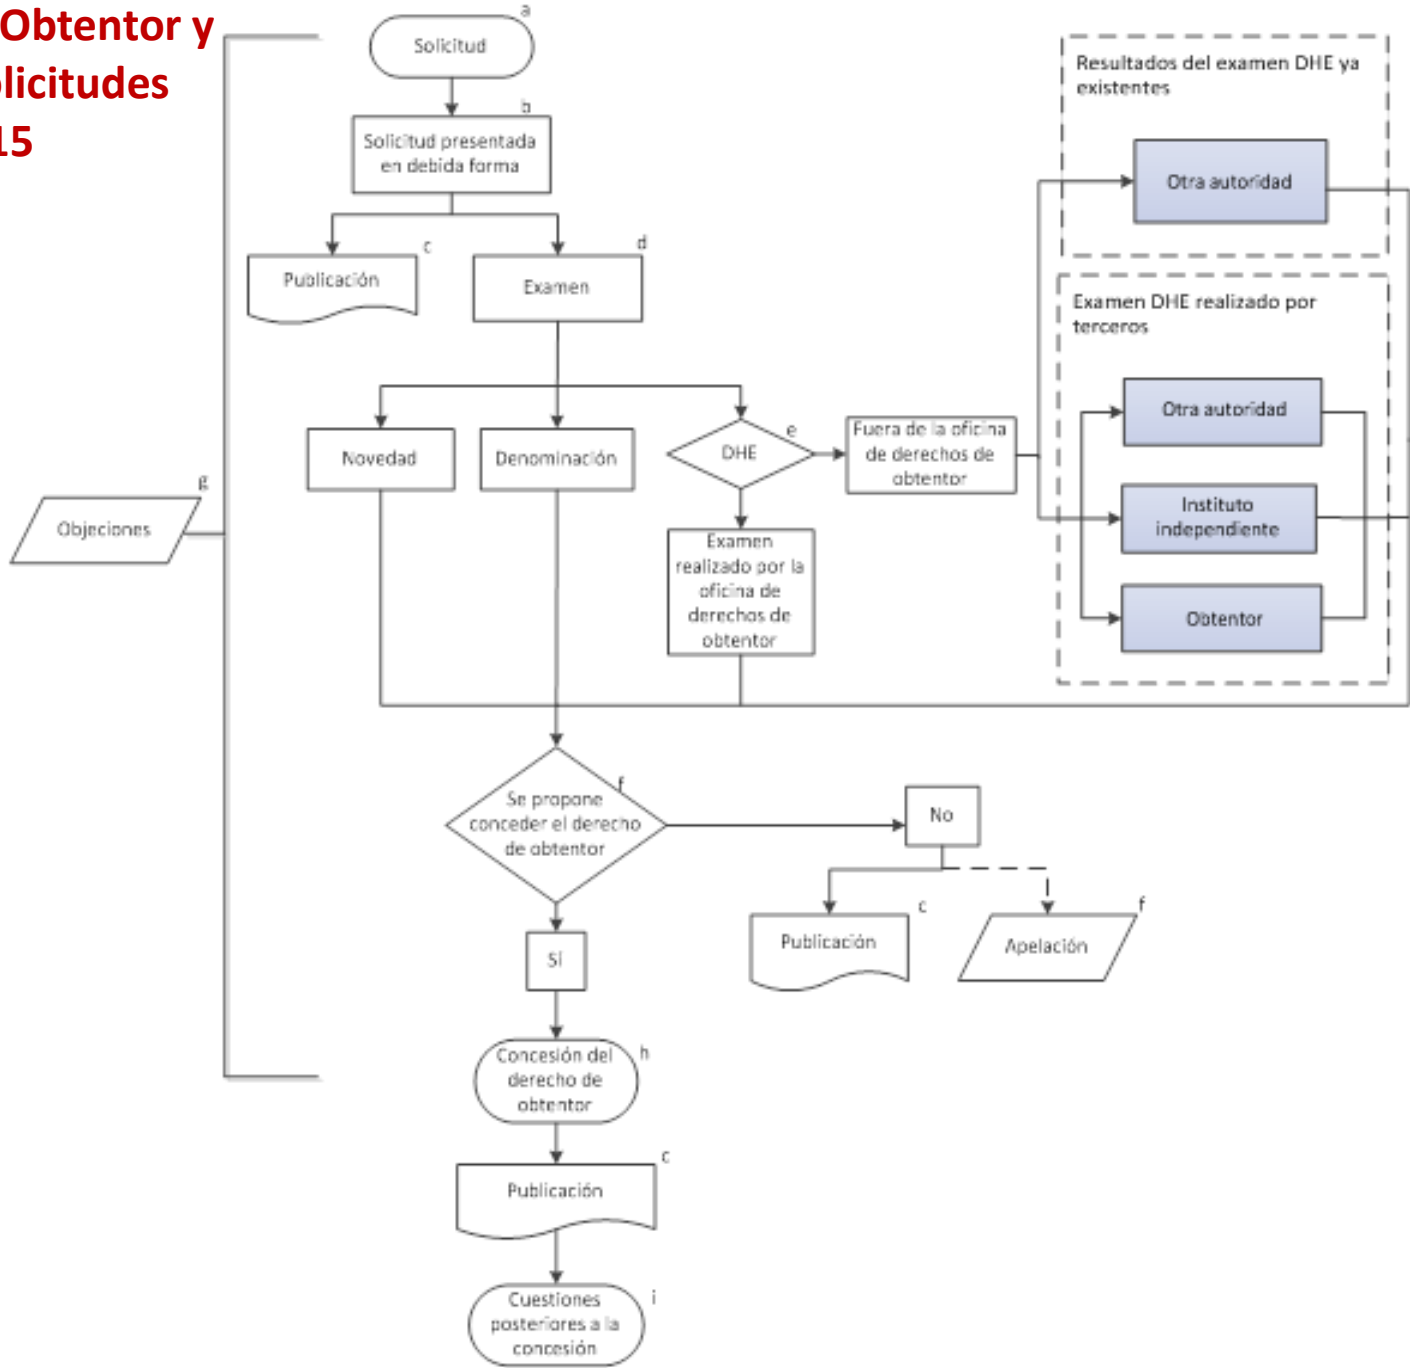 Obtentor y
licitudes
15
a
Solicitud
b
Solicitud presentada
en debida forma
c
Publicación
d
Examen
Novedad
Denominación
e
DHE
Fuera de la oficina
de derechos de
obtentor
Examen
realizado por la
oficina de
derechos de
obtentor
Resultados del examen DHE ya
existentes
Otra autoridad
Examen DHE realizado por
terceros
Otra autoridad
Instituto
independiente
Obtentor
g
Objeciones
f
Se propone
conceder el derecho
de obtentor
No
c
Publicación
f
Apelación
Sí
h
Concesión del
derecho de
obtentor
c
Publicación
i
Cuestiones
posteriores a la
concesión